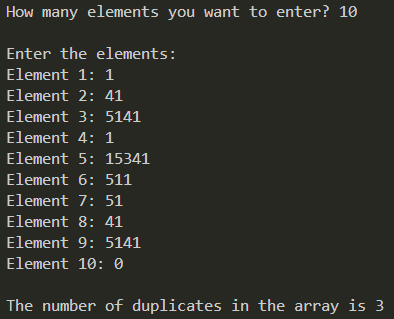 How many elements you want to enter? 10
Enter the elements:
Element 1: 1
Element 2: 41
Element 3: 5141
Element 4: 1
Element 5: 15341
Element 6: 511
Element 7: 51
Element 8: 41
Element 9: 5141
Element 10: 0
The number of duplicates in the array is 3